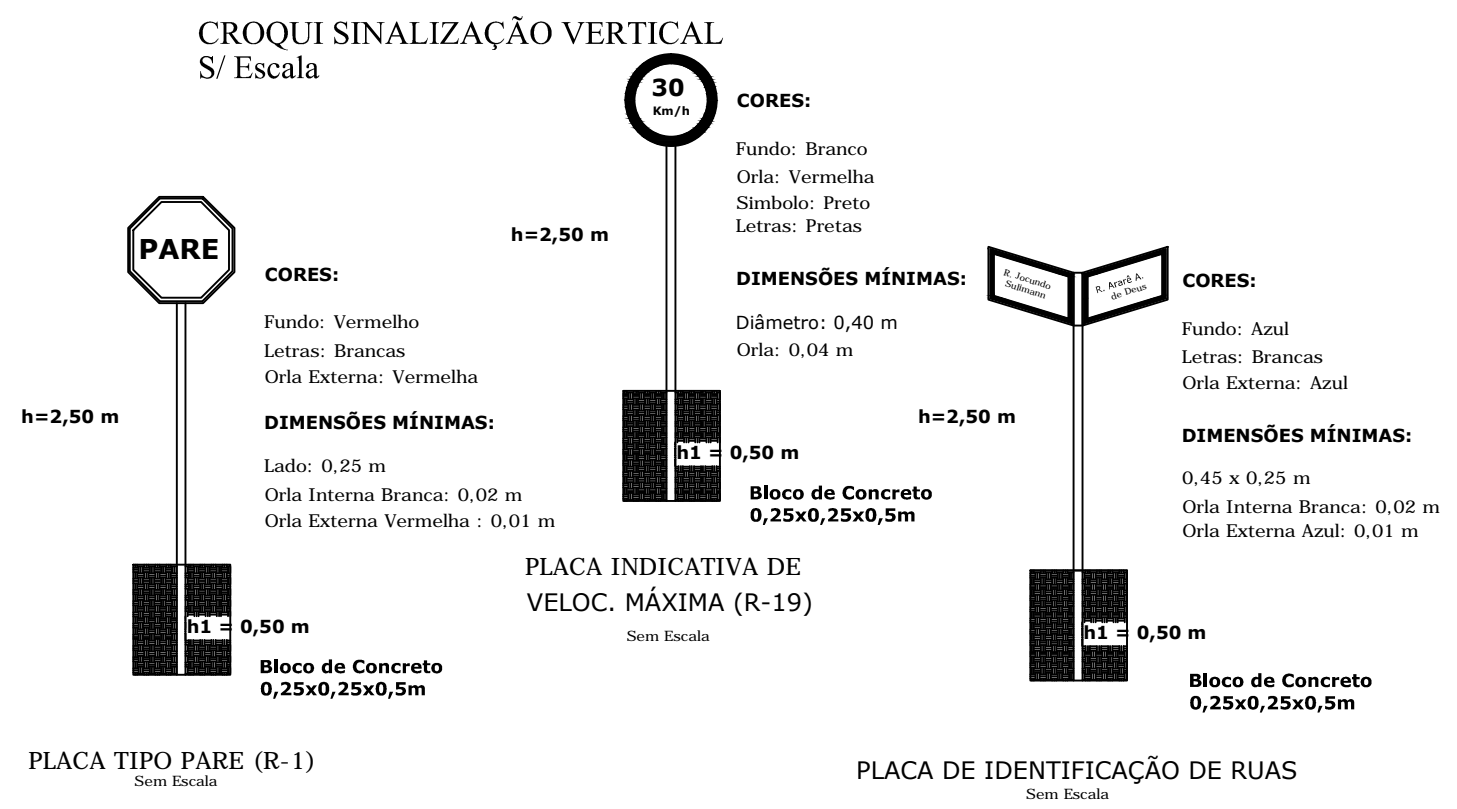 CROQUI SINALIZAÇÃO VERTICAL
S/ Escala
PARE
CORES:
Fundo: Vermelho
Letras: Brancas
Orla Externa: Vermelha
h=2,50 m
DIMENSÕES MÍNIMAS:
Lado: 0,25 m
Orla Interna Branca: 0,02 m
Orla Externa Vermelha : 0,01 m
h1 = 0,50 m
Bloco de Concreto
0,25x0,25x0,5m
PLACA TIPO PARE (R-1)
Sem Escala
30
Km/h
CORES:
Fundo: Branco
Orla: Vermelha
Simbolo: Preto
Letras: Pretas
h=2,50 m
DIMENSÕES MÍNIMAS:
Diâmetro: 0,40 m
Orla: 0,04 m
h1 = 0,50 m
Bloco de Concreto
0,25x0,25x0,5m
PLACA INDICATIVA DE
VELOC. MÁXIMA (R-19)
Sem Escala
R. Jocundo
Sullmann
R. Ararê A.
de Deus
CORES:
Fundo: Azul
Letras: Brancas
Orla Externa: Azul
h=2,50 m
DIMENSÕES MÍNIMAS:
0,45 x 0,25 m
Orla Interna Branca: 0,02 m
Orla Externa Azul: 0,01 m
h1 = 0,50 m
Bloco de Concreto
0,25x0,25x0,5m
PLACA DE IDENTIFICAÇÃO DE RUAS
Sem Escala